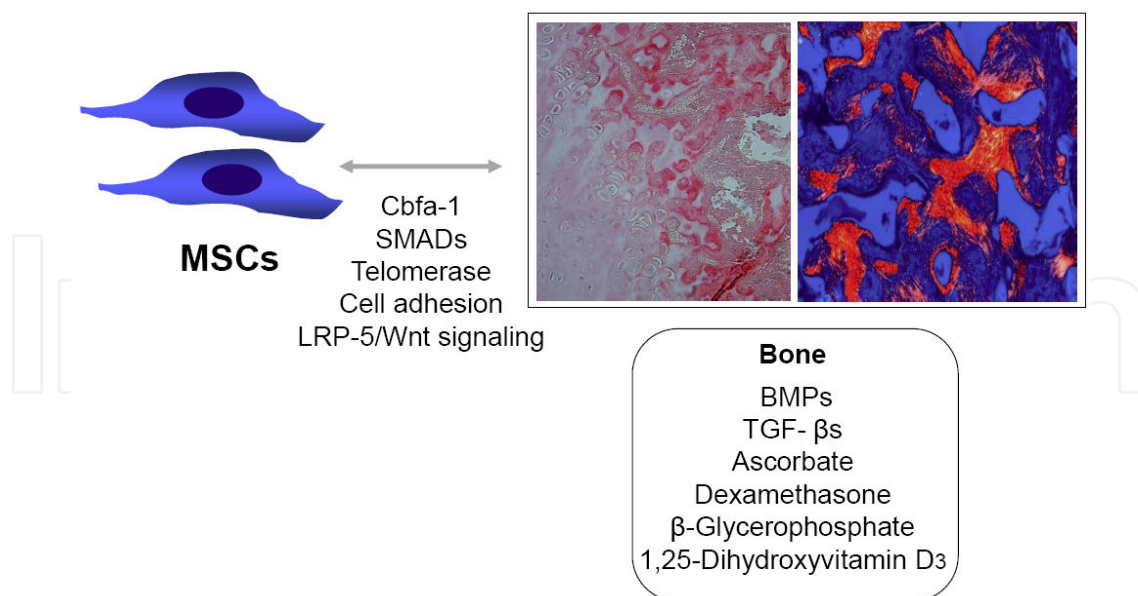 MSCs
Cbfa-1
SMADs
Telomerase
Cell adhesion
LRP-5/Wnt signaling
Bone
BMPs
TGF- βs
Ascorbate
Dexamethasone
β-Glycerophosphate
1,25-Dihydroxyvitamin D3